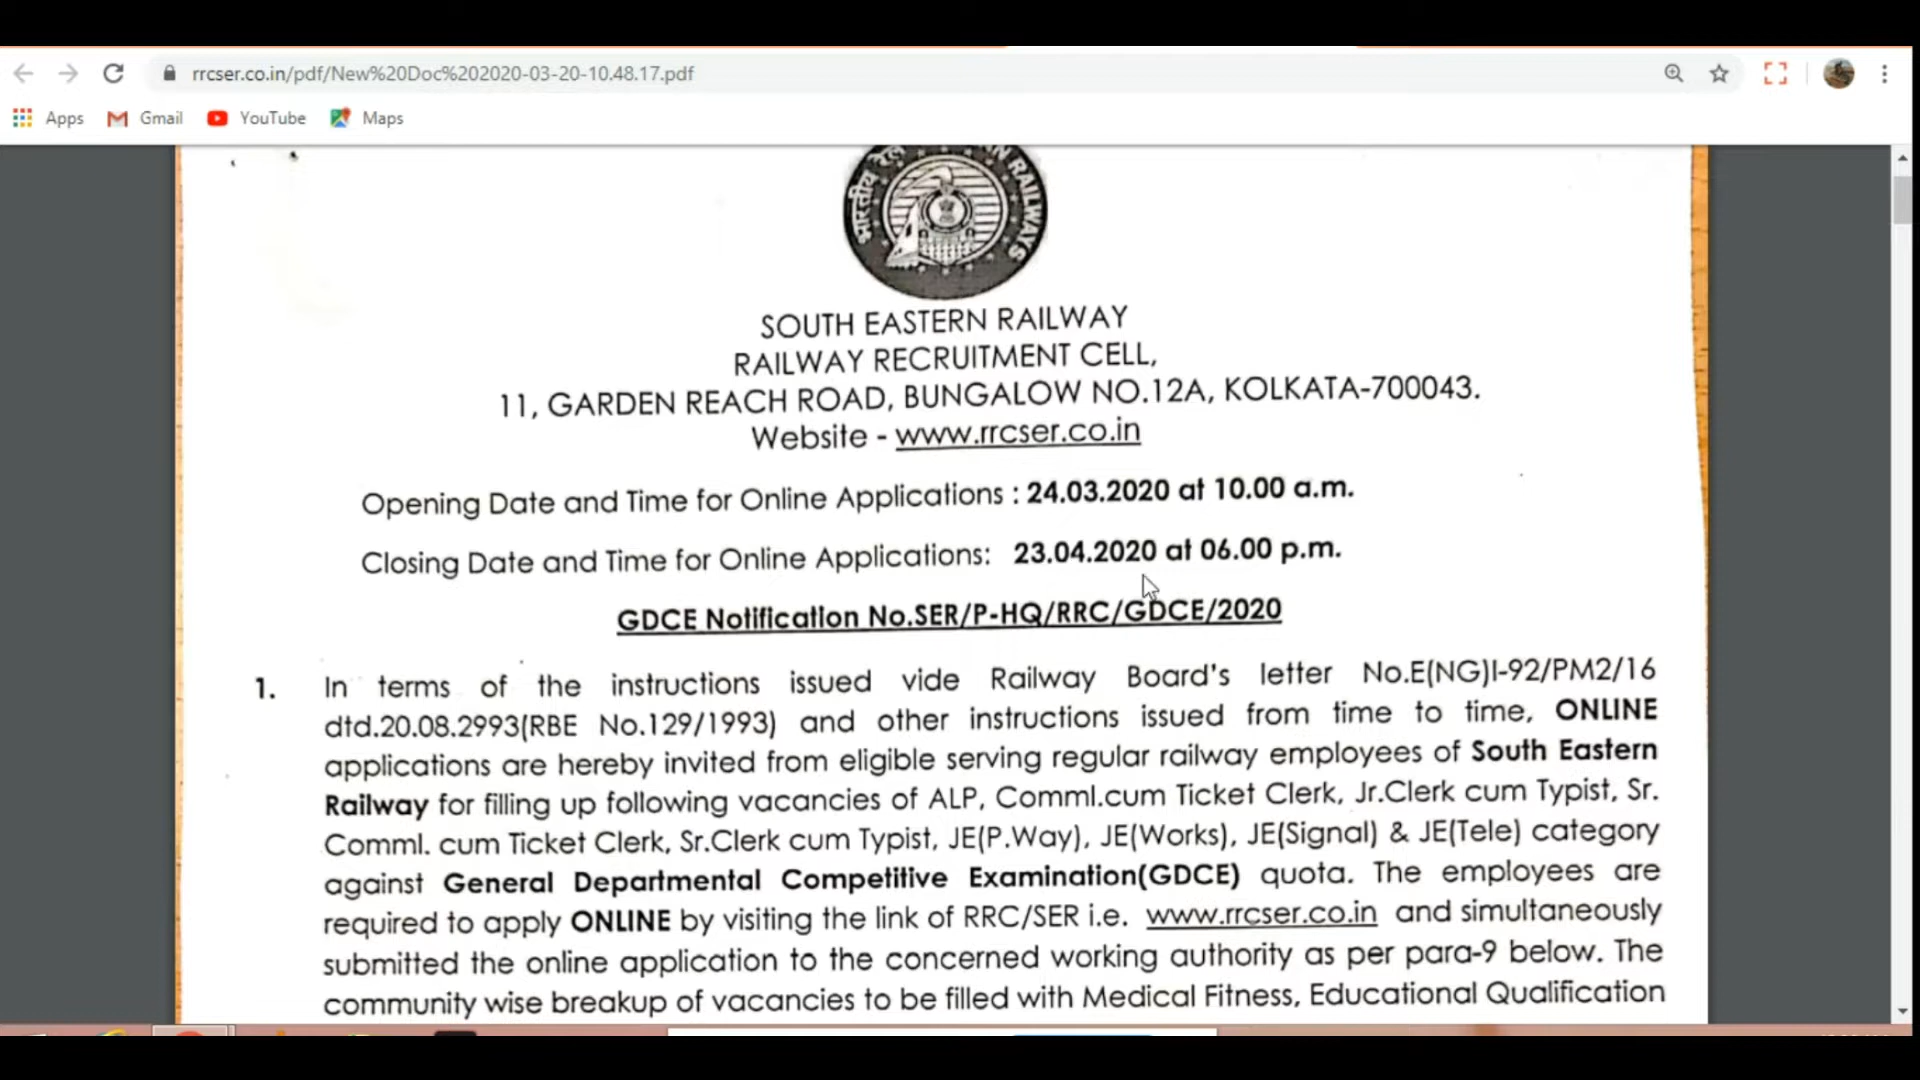 rrcser.co.in/pdf/New%20Doc%202020-03-20-10.48.17.pdf
Apps Gmail YouTube Maps
भारतीय रेल RAILWAYS
SOUTH EASTERN RAILWAY
RAILWAY RECRUITMENT CELL,
11, GARDEN REACH ROAD, BUNGALOW NO.12A, KOLKATA-700043.
Website - www.rrcser.co.in
Opening Date and Time for Online Applications : 24.03.2020 at 10.00 a.m.
Closing Date and Time for Online Applications: 23.04.2020 at 06.00 p.m.
GDCE Notification No.SER/P-HQ/RRC/GDCE/2020
1. In terms of the instructions issued vide Railway Board's letter No.E(NG)I-92/PM2/16
dtd.20.08.2993(RBE No.129/1993) and other instructions issued from time to time, ONLINE
applications are hereby invited from eligible serving regular railway employees of South Eastern
Railway for filling up following vacancies of ALP, Comml.cum Ticket Clerk, Jr.Clerk cum Typist, Sr.
Comml. cum Ticket Clerk, Sr.Clerk cum Typist, JE(P.Way), JE(Works), JE(Signal) & JE(Tele) category
against General Departmental Competitive Examination(GDCE) quota. The employees are
required to apply ONLINE by visiting the link of RRC/SER i.e. www.rrcser.co.in and simultaneously
submitted the online application to the concerned working authority as per para-9 below. The
community wise breakup of vacancies to be filled with Medical Fitness, Educational Qualification